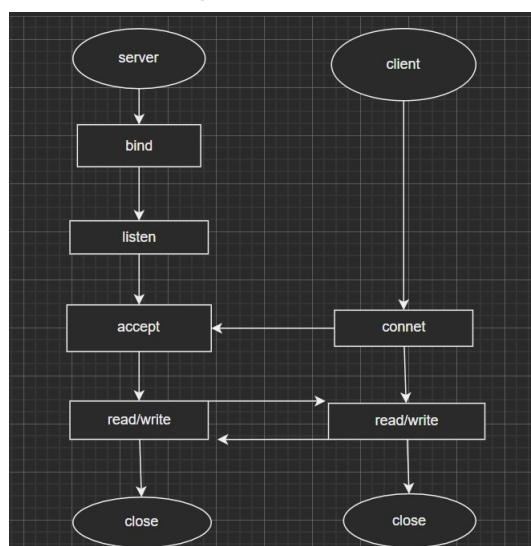 server
client
bind
listen
accept
connet
read/write
read/write
close
close